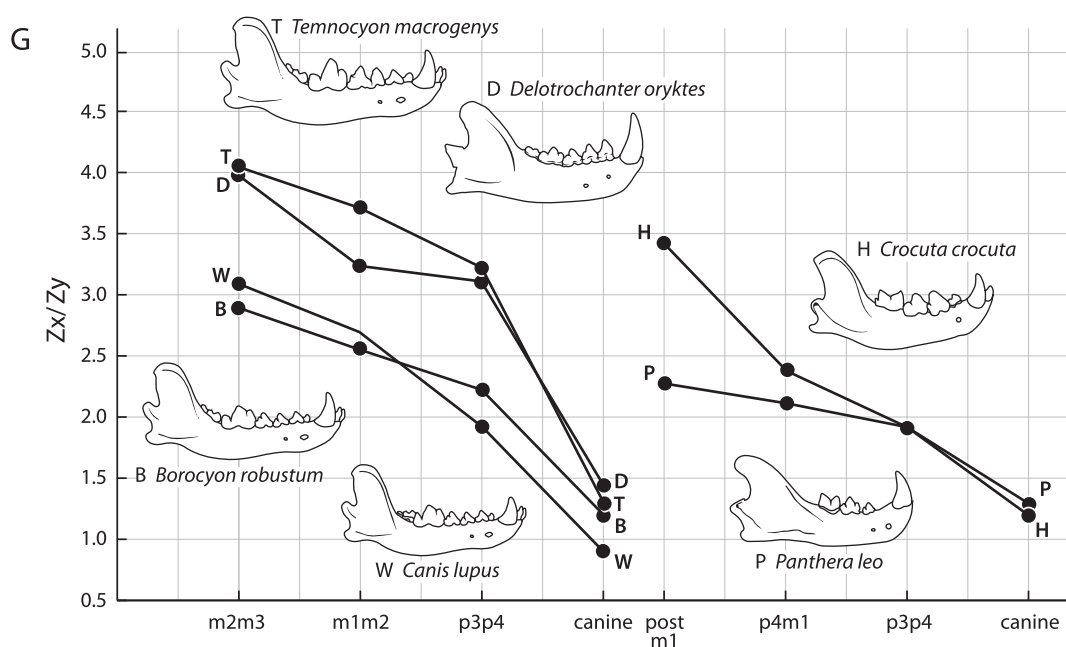 G
T Temnocyon macrogenys
D Delotrochanter oryktes
H Crocuta crocuta
B Borocyon robustum
W Canis lupus
P Panthera leo
Zx/Zy
5.0
4.5
4.0
3.5
3.0
2.5
2.0
1.5
1.0
0.5
T
D
W
B
D
T
B
W
H
P
P
H
m2m3
m1m2
p3p4
canine
post
m1
p4m1
p3p4
canine